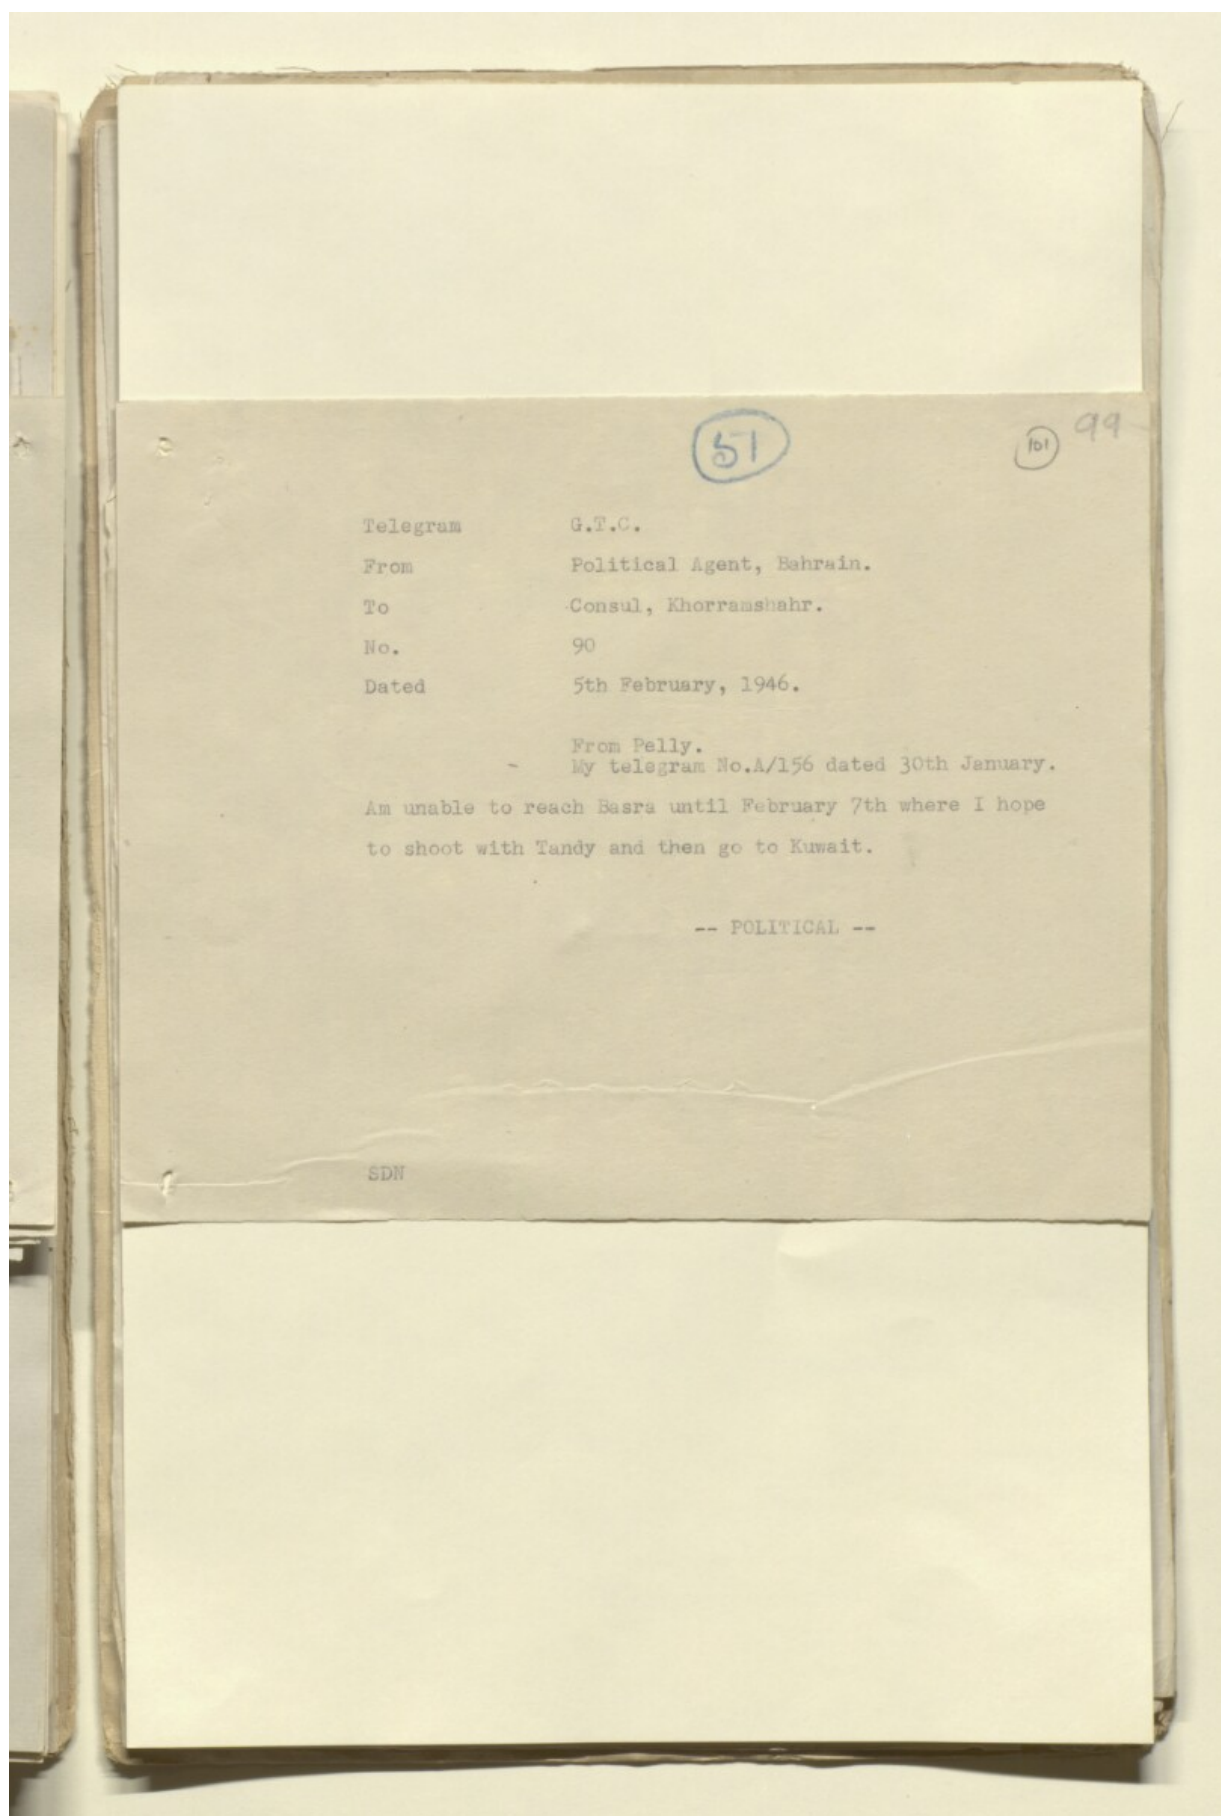 51
101 99
Telegram G.T.C.
From Political Agent, Bahrain.
To Consul, Khorramshahr.
No. 90
Dated 5th February, 1946.
From Pelly.
My telegram No.A/156 dated 30th January.
Am unable to reach Basra until February 7th where I hope
to shoot with Tandy and then go to Kuwait.
-- POLITICAL --
SDN